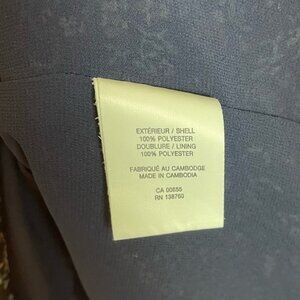 EXTÉRIEUR / SHELL
100% POLYESTER
DOUBLURE / LINING
100% POLYESTER
FABRIQUÉ AU CAMBODGE
MADE IN CAMBODIA
CA 00655
RN 138760